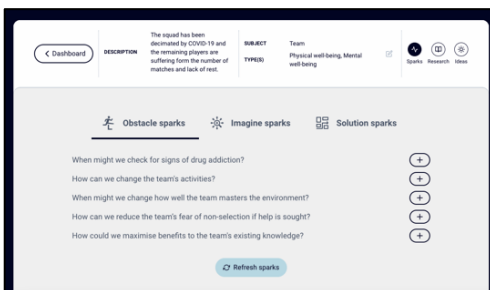 Dashboard
DESCRIPTION
The squad has been
decimated by COVID-19 and
the remaining players are
suffering form the number of
matches and lack of rest.
SUBJECT
Team
TYPE(S)
Physical well-being, Mental
well-being
Sparks
Research
Ideas
Obstacle sparks
Imagine sparks
Solution sparks
When might we check for signs of drug addiction?
How can we change the team's activities?
When might we change how well the team masters the environment?
How can we reduce the team's fear of non-selection if help is sought?
How could we maximise benefits to the team's existing knowledge?
Refresh sparks